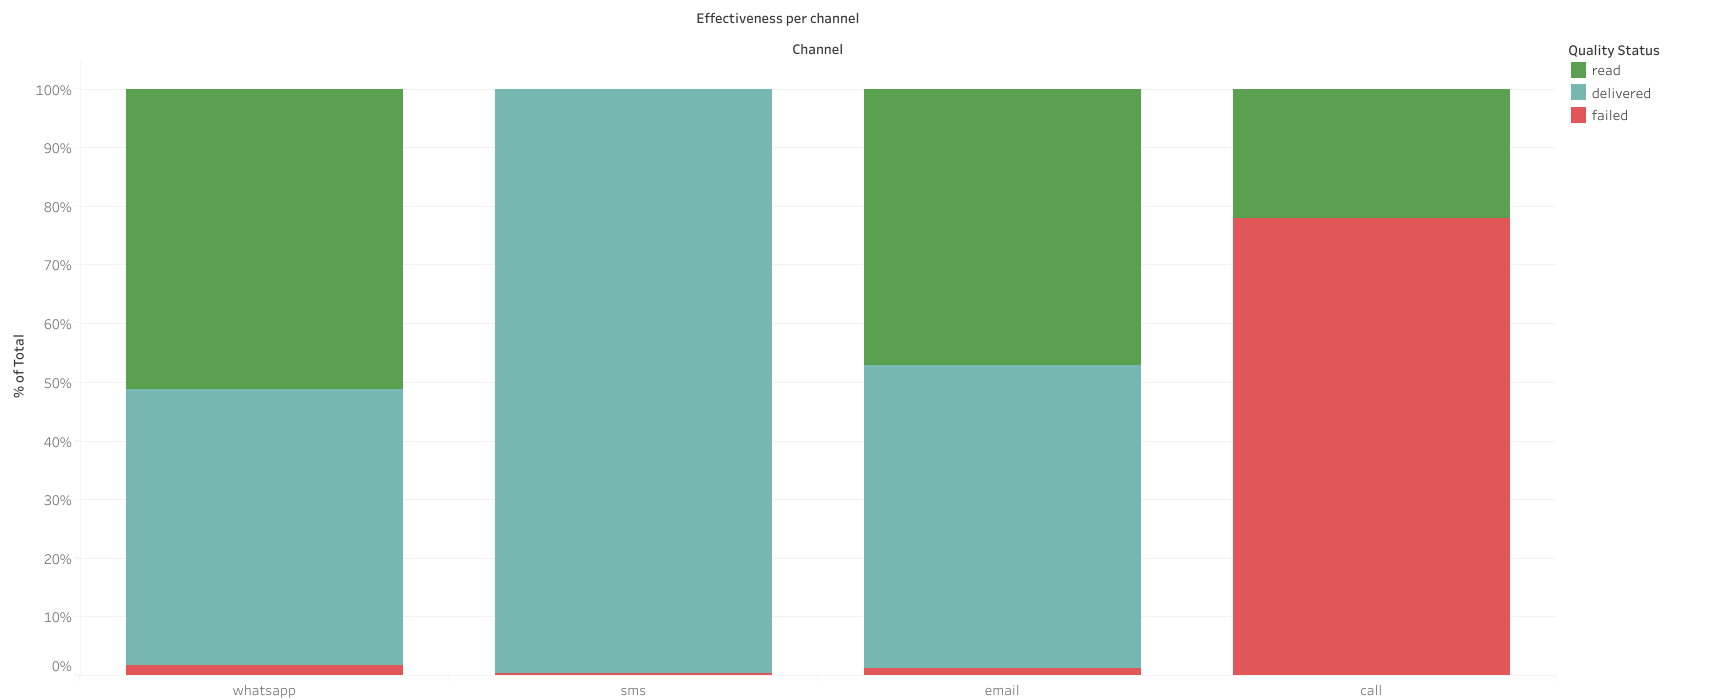 Effectiveness per channel
Channel
Quality Status
read
delivered
failed
% of Total
100%
90%
80%
70%
60%
50%
40%
30%
20%
10%
0%
whatsapp
sms
email
call